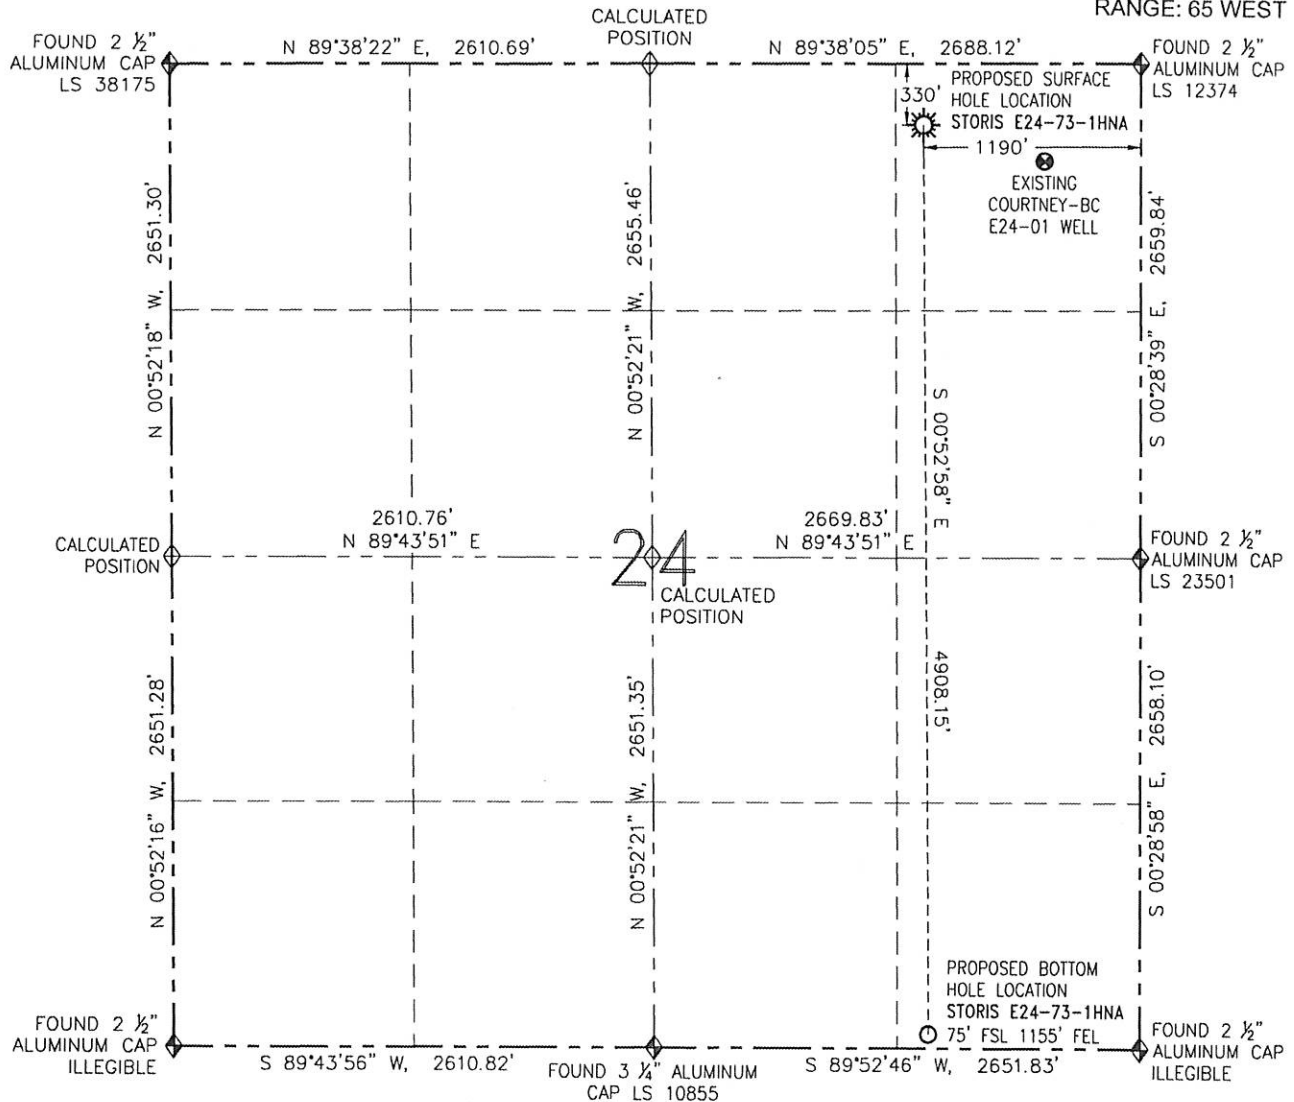 RANGE: 65 WEST
CALCULATED
POSITION
FOUND 2 ½"
ALUMINUM CAP
LS 38175
N 89°38'22" E, 2610.69'
N 89°38'05" E, 2688.12'
FOUND 2 ½"
ALUMINUM CAP
LS 12374
330'
PROPOSED SURFACE
HOLE LOCATION
STORIS E24-73-1HNA
1190'
EXISTING
COURTNEY-BC
E24-01 WELL
N 00°52'18" W, 2651.30'
N 00°52'21" W, 2655.46'
S 00°28'39" E, 2659.84'
S 00°52'58" E 4908.15'
CALCULATED
POSITION
2610.76'
N 89°43'51" E
24
CALCULATED
POSITION
2669.83'
N 89°43'51" E
FOUND 2 ½"
ALUMINUM CAP
LS 23501
N 00°52'16" W, 2651.28'
N 00°52'21" W, 2651.35'
S 00°28'58" E, 2658.10'
PROPOSED BOTTOM
HOLE LOCATION
STORIS E24-73-1HNA
75' FSL 1155' FEL
FOUND 2 ½"
ALUMINUM CAP
ILLEGIBLE
S 89°43'56" W, 2610.82'
FOUND 3 ¼" ALUMINUM
CAP LS 10855
S 89°52'46" W, 2651.83'
FOUND 2 ½"
ALUMINUM CAP
ILLEGIBLE